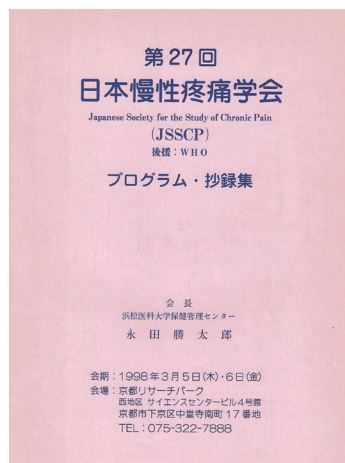 第27回
日本慢性疼痛学会
Japanese Society for the Study of Chronic Pain
(JSSCP)
後援：WHO
プログラム・抄録集
会 長
浜松医科大学保健管理センター
永 田 勝 太 郎
会期：1998年3月5日(木)・6日(金)
会場：京都リサーチパーク
西地区 サイエンスセンタービル4号館
京都市下京区中堂寺南町17番地
TEL：075-322-7888